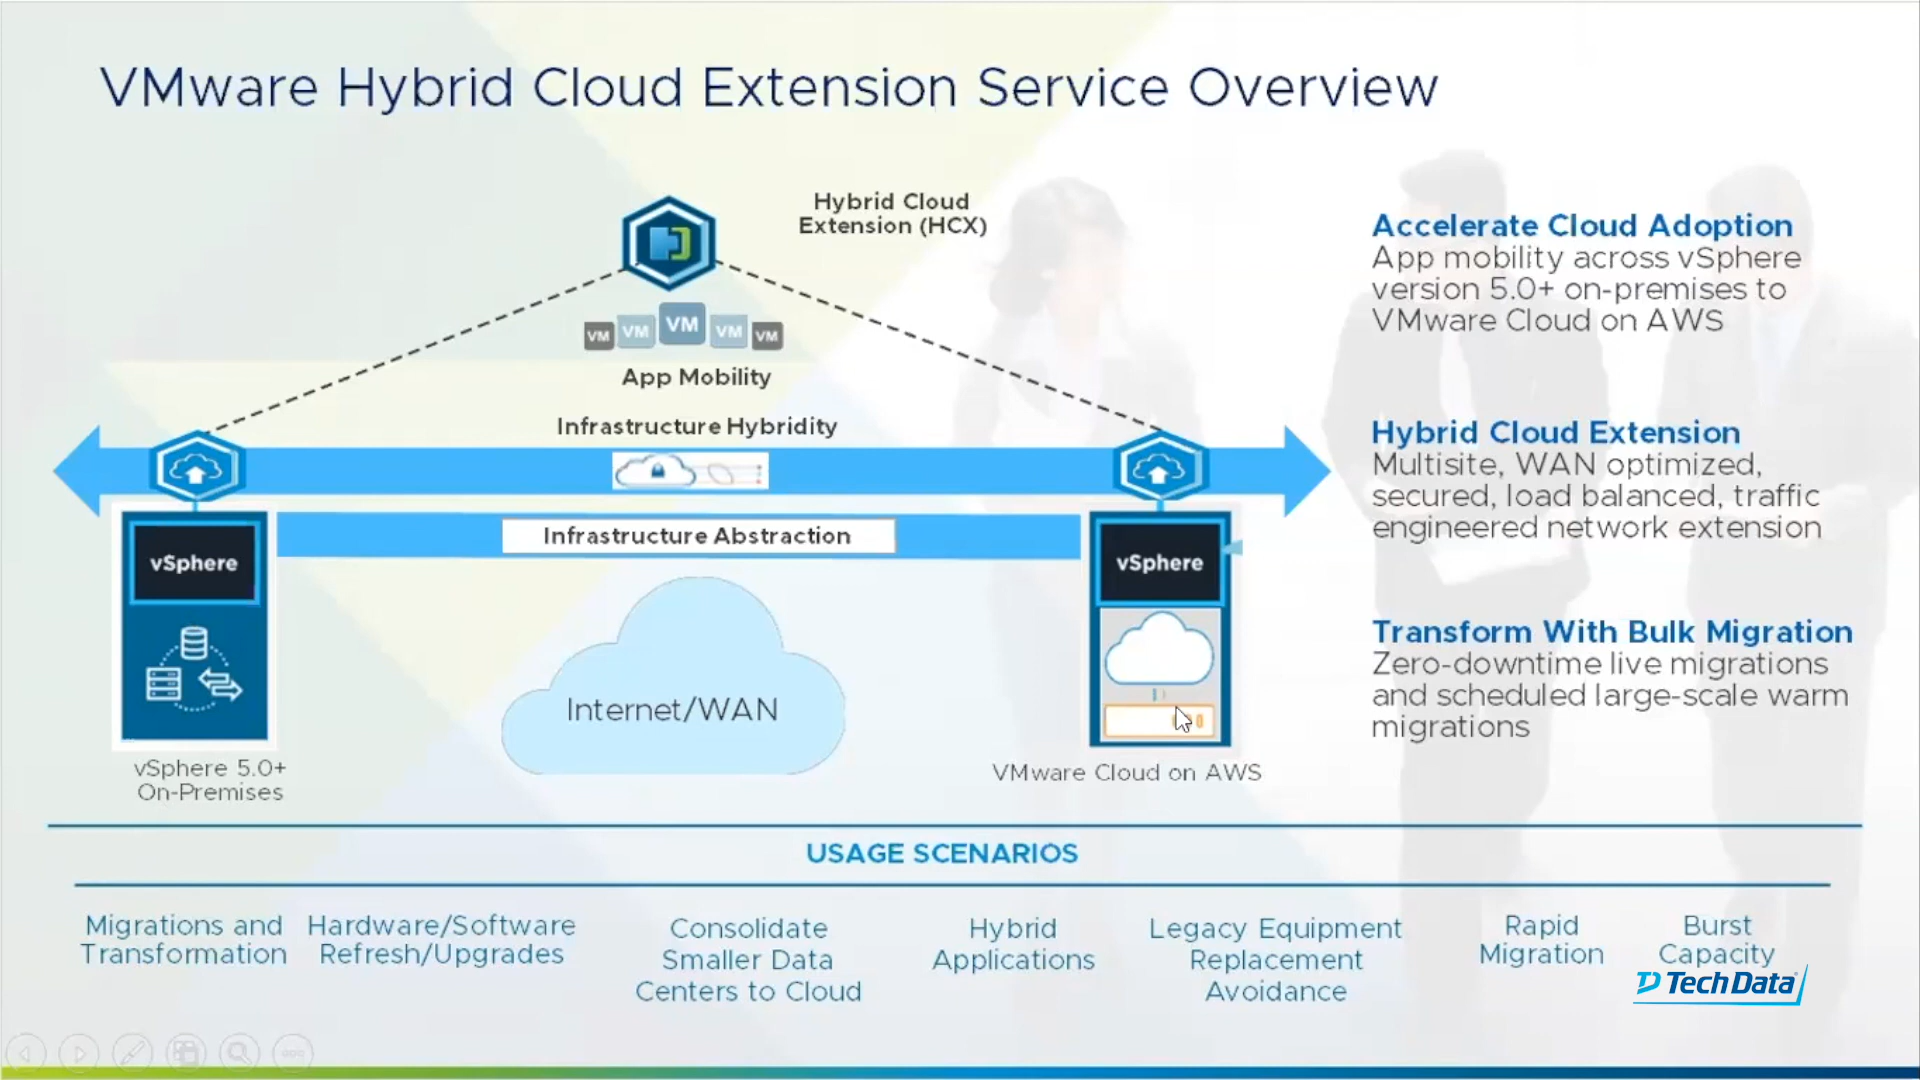 VMware Hybrid Cloud Extension Service Overview
Hybrid Cloud
Extension (HCX)
VM VM VM VM VM
App Mobility
Infrastructure Hybridity
Infrastructure Abstraction
vSphere
vSphere
Internet/WAN
vSphere 5.0+
On-Premises
VMware Cloud on AWS
Accelerate Cloud Adoption
App mobility across vSphere
version 5.0+ on-premises to
VMware Cloud on AWS
Hybrid Cloud Extension
Multisite, WAN optimized,
secured, load balanced, traffic
engineered network extension
Transform With Bulk Migration
Zero-downtime live migrations
and scheduled large-scale warm
migrations
USAGE SCENARIOS
Migrations and
Transformation
Hardware/Software
Refresh/Upgrades
Consolidate
Smaller Data
Centers to Cloud
Hybrid
Applications
Legacy Equipment
Replacement
Avoidance
Rapid
Migration
Burst
Capacity
TechData